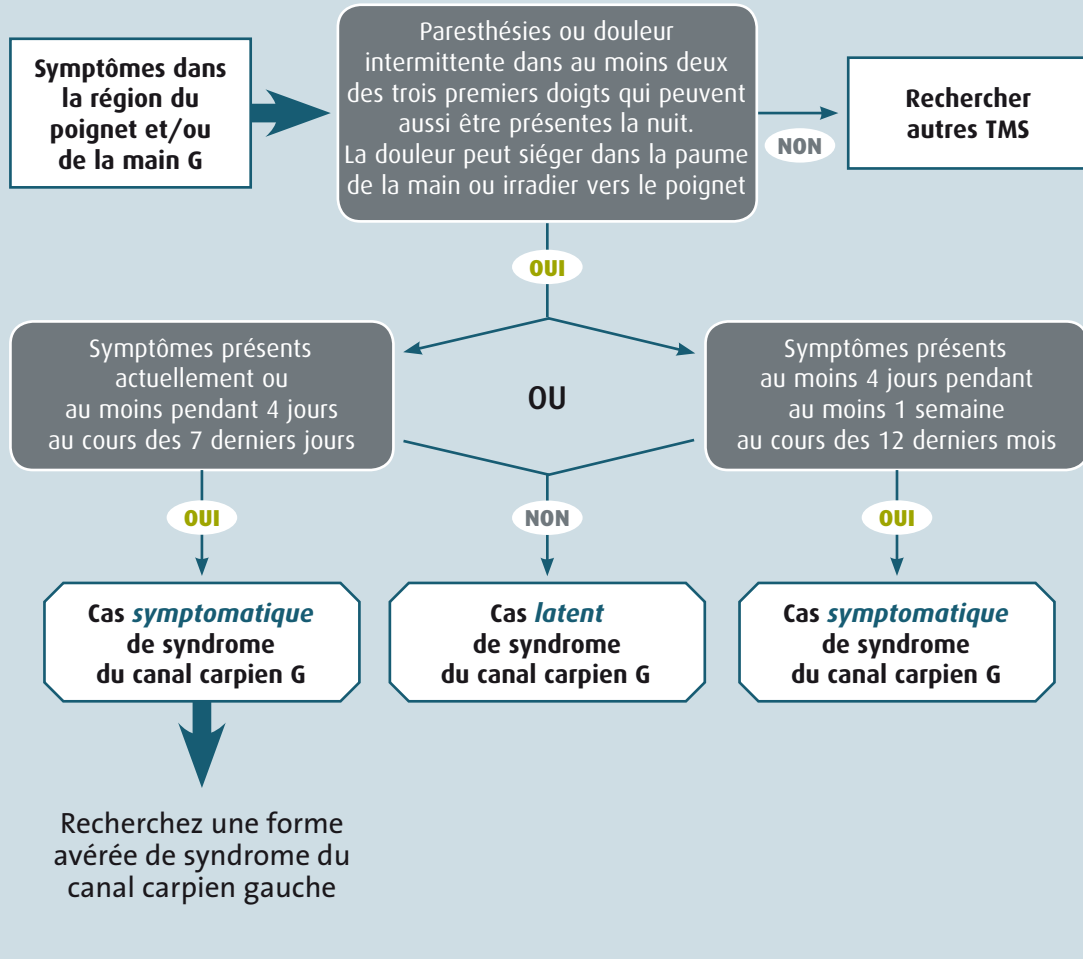 Symptômes dans
la région du
poignet et/ou
de la main G
Paresthésies ou douleur
intermittente dans au moins deux
des trois premiers doigts qui peuvent
aussi être présentes la nuit.
La douleur peut siéger dans la paume
de la main ou irradier vers le poignet
NON
Rechercher
autres TMS
OUI
Symptômes présents
actuellement ou
au moins pendant 4 jours
au cours des 7 derniers jours
OU
Symptômes présents
au moins 4 jours pendant
au moins 1 semaine
au cours des 12 derniers mois
OUI
NON
OUI
Cas symptomatique
de syndrome
du canal carpien G
Cas latent
de syndrome
du canal carpien G
Cas symptomatique
de syndrome
du canal carpien G
Recherchez une forme
avérée de syndrome du
canal carpien gauche